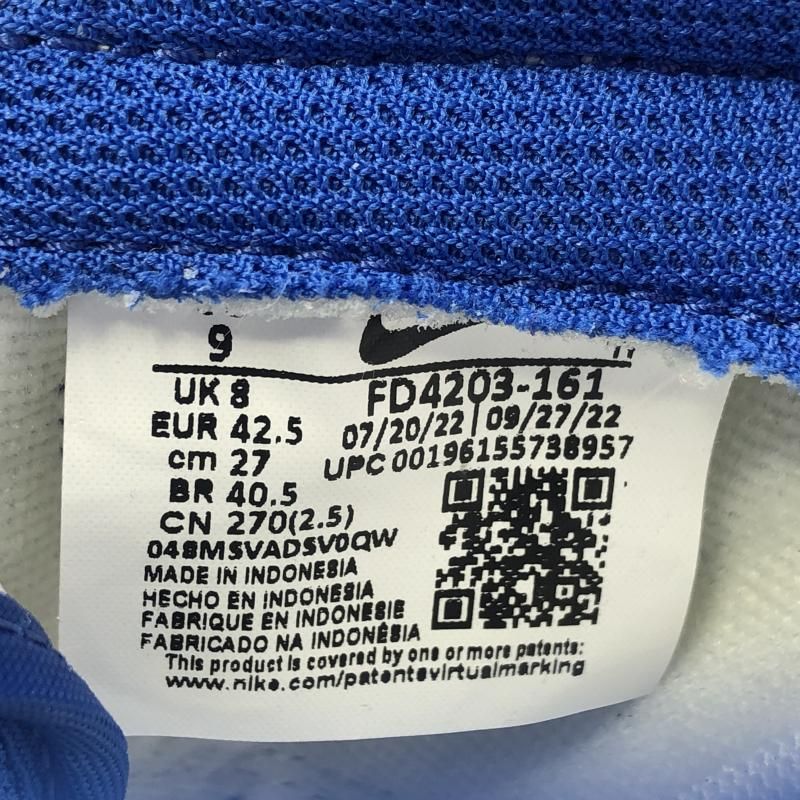 9
UK 8
EUR 42.5
cm 27
BR 40.5
CN 270(2.5)
FD4203-161
07/20/22 | 09/27/22
UPC 00196155738957
048MSVADSV0QW
MADE IN INDONESIA
HECHO EN INDONESIA
FABRIQUE EN INDONESIE
FABRICADO NA INDONÉSIA
This product is covered by one or more patents:
www.nike.com/patentsvirtualmarking